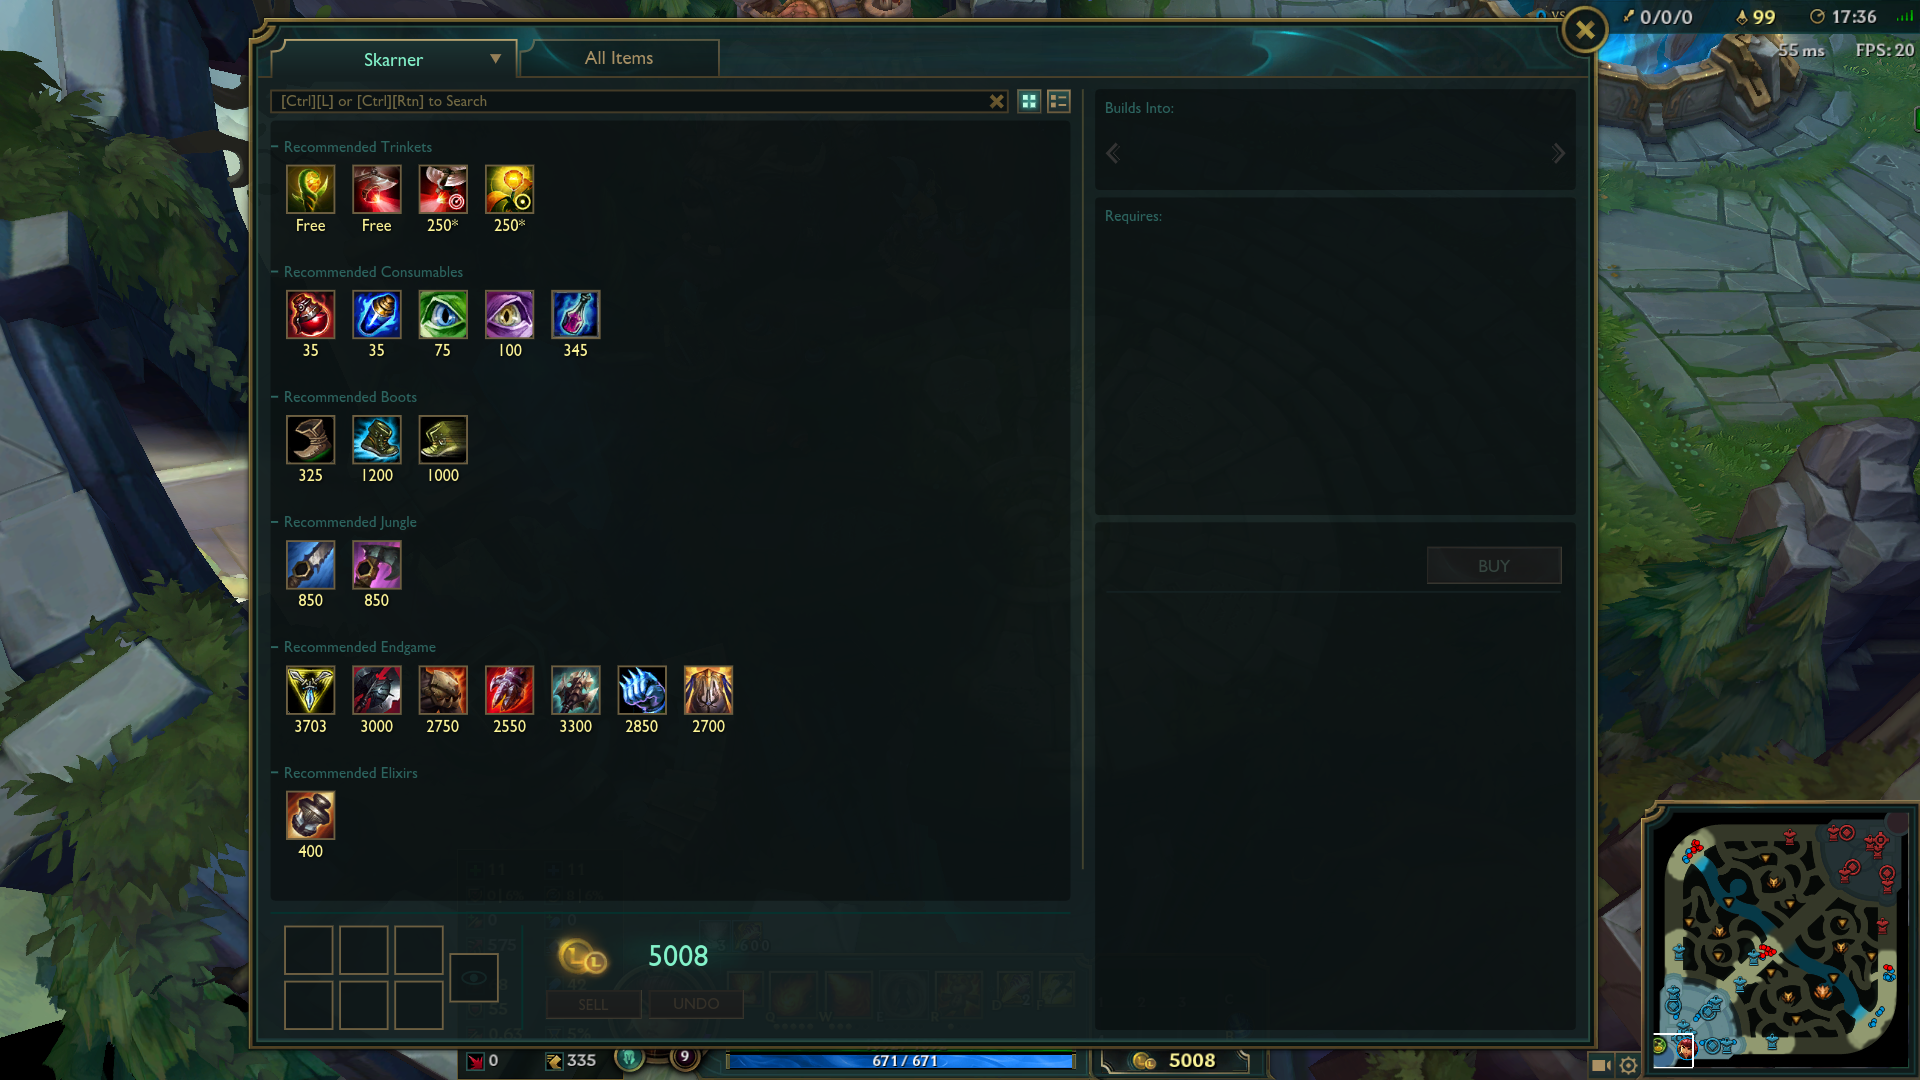 VS 0/0/0 99 17:36
55 ms FPS: 20
Skarner All Items
[Ctrl][L] or [Ctrl][Rtn] to Search
Builds Into:
Recommended Trinkets
Free Free 250* 250*
Requires:
Recommended Consumables
35 35 75 100 345
Recommended Boots
325 1200 1000
Recommended Jungle
850 850
BUY
Recommended Endgame
3703 3000 2750 2550 3300 2850 2700
Recommended Elixirs
400
5008
SELL UNDO
0 335 9 671 / 671 5008